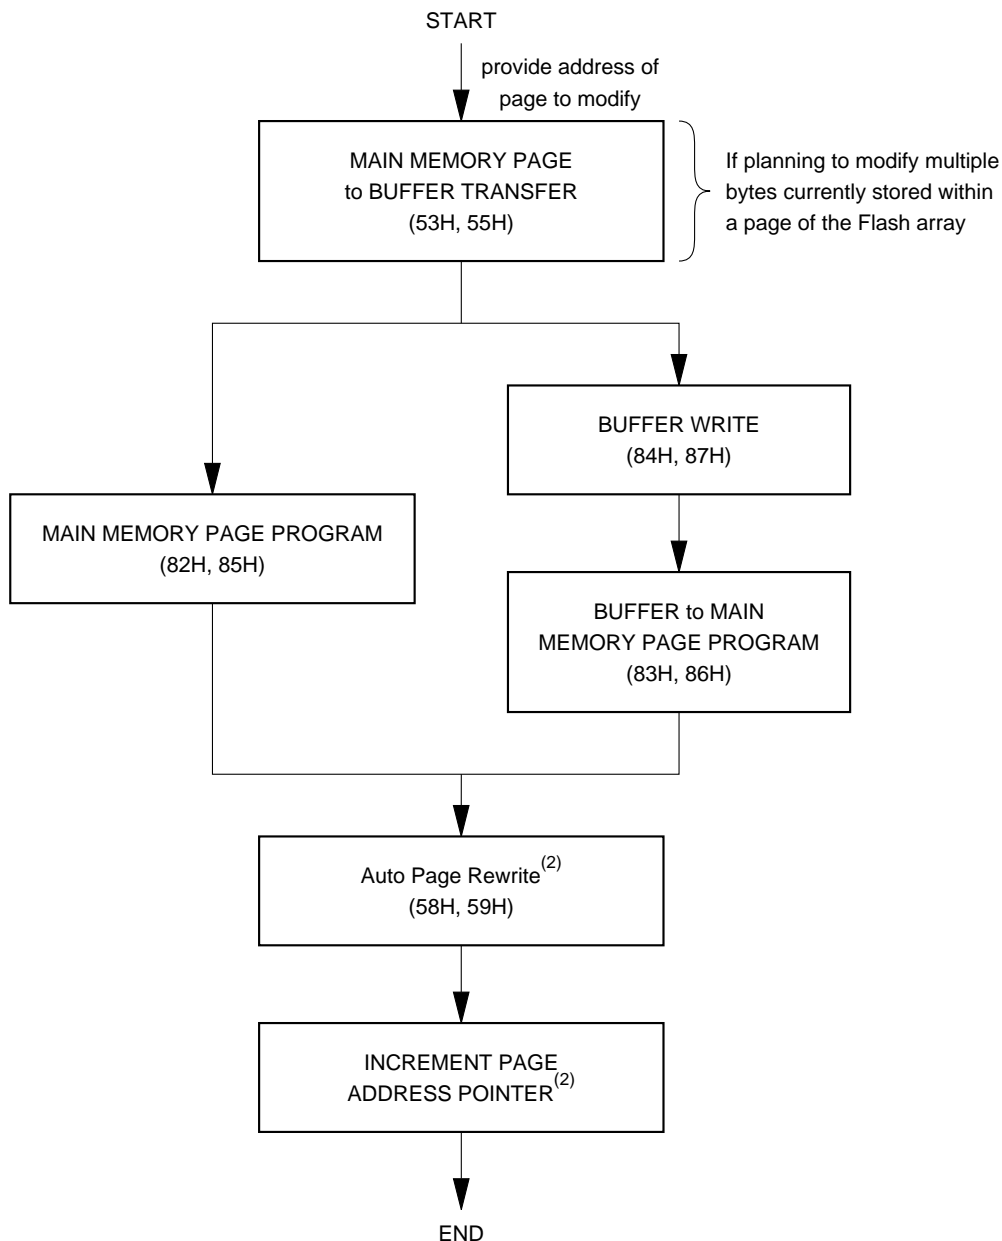 START
provide address of
page to modify
MAIN MEMORY PAGE
to BUFFER TRANSFER
(53H, 55H)
If planning to modify multiple
bytes currently stored within
a page of the Flash array
BUFFER WRITE
(84H, 87H)
MAIN MEMORY PAGE PROGRAM
(82H, 85H)
BUFFER to MAIN
MEMORY PAGE PROGRAM
(83H, 86H)
Auto Page Rewrite(2)
(58H, 59H)
INCREMENT PAGE
ADDRESS POINTER(2)
END